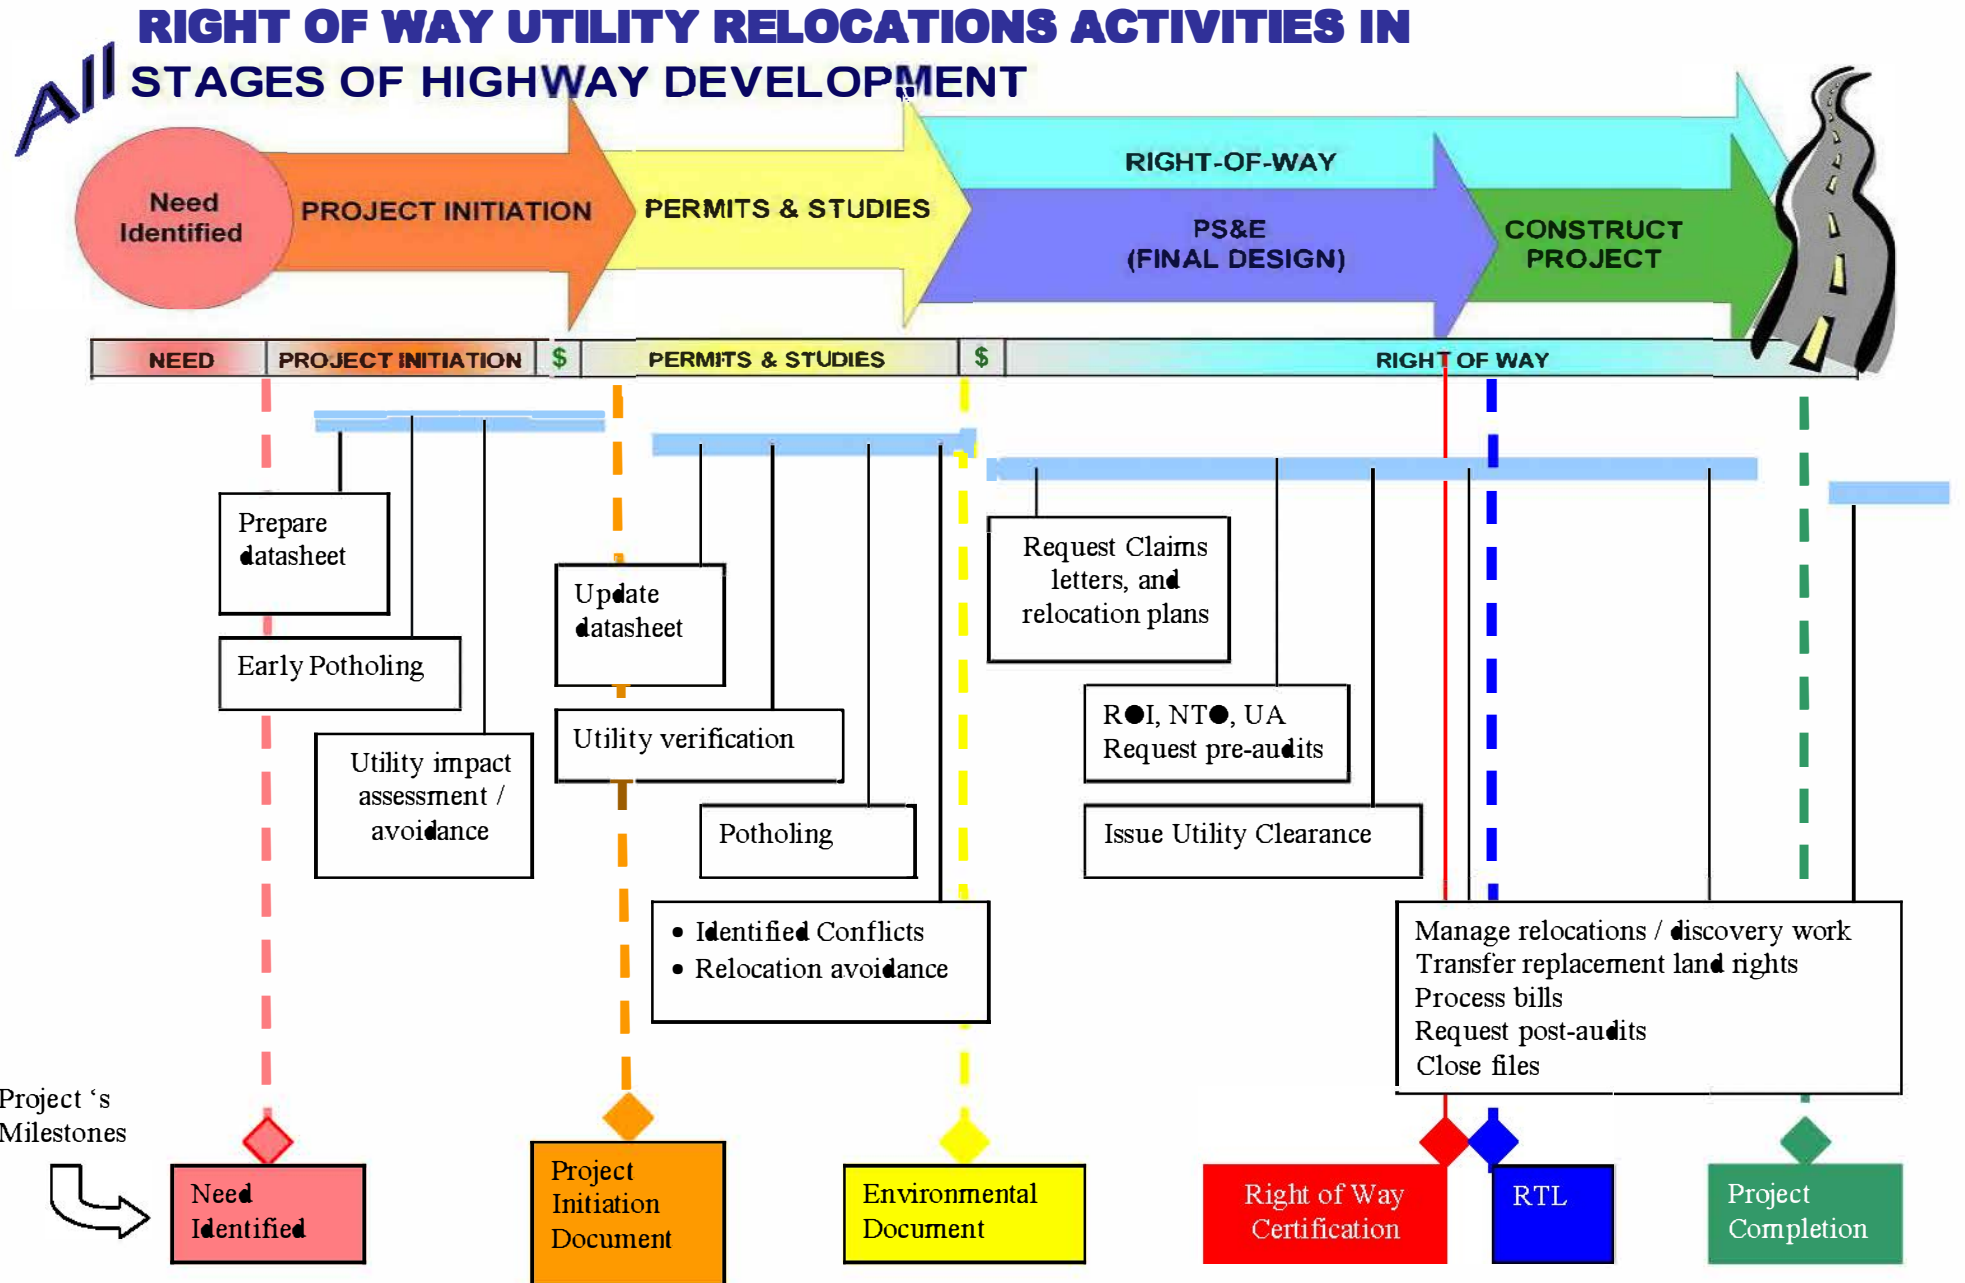 RIGHT OF WAY UTILITY RELOCATIONS ACTIVITIES IN
All STAGES OF HIGHWAY DEVELOPMENT
Need
Identified
PROJECT INITIATION
PERMITS & STUDIES
RIGHT-OF-WAY
PS&E
(FINAL DESIGN)
CONSTRUCT
PROJECT
NEED
PROJECT INITIATION
$
PERMITS & STUDIES
$
RIGHT OF WAY
Prepare
datasheet
Early Potholing
Utility impact
assessment /
avoidance
Update
datasheet
Utility verification
Potholing
• Identified Conflicts
• Relocation avoidance
Request Claims
letters, and
relocation plans
ROI, NTO, UA
Request pre-audits
Issue Utility Clearance
Manage relocations / discovery work
Transfer replacement land rights
Process bills
Request post-audits
Close files
Project ‘s
Milestones
Need
Identified
Project
Initiation
Document
Environmental
Document
Right of Way
Certification
RTL
Project
Completion